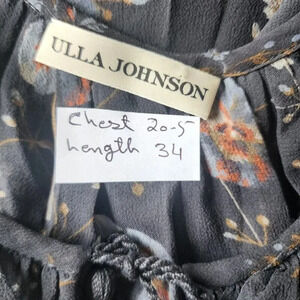 ULLA JOHNSON
Chest 20-5
Length 34